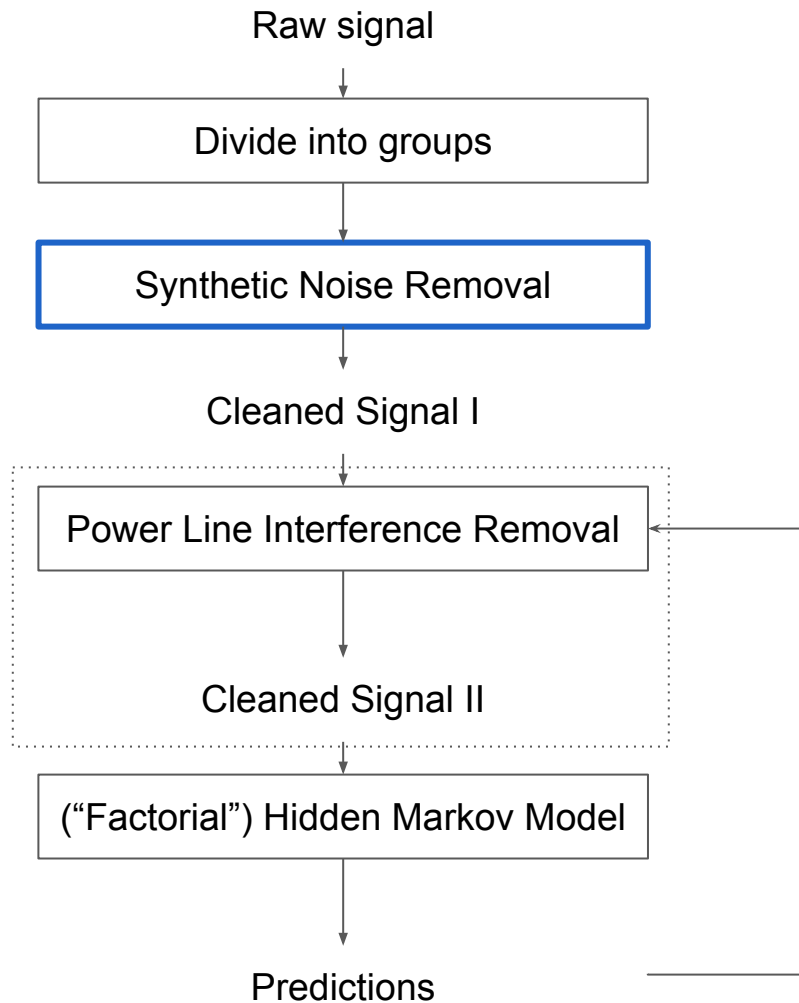 Raw signal
Divide into groups
Synthetic Noise Removal
Cleaned Signal I
Power Line Interference Removal
Cleaned Signal II
(“Factorial”) Hidden Markov Model
Predictions